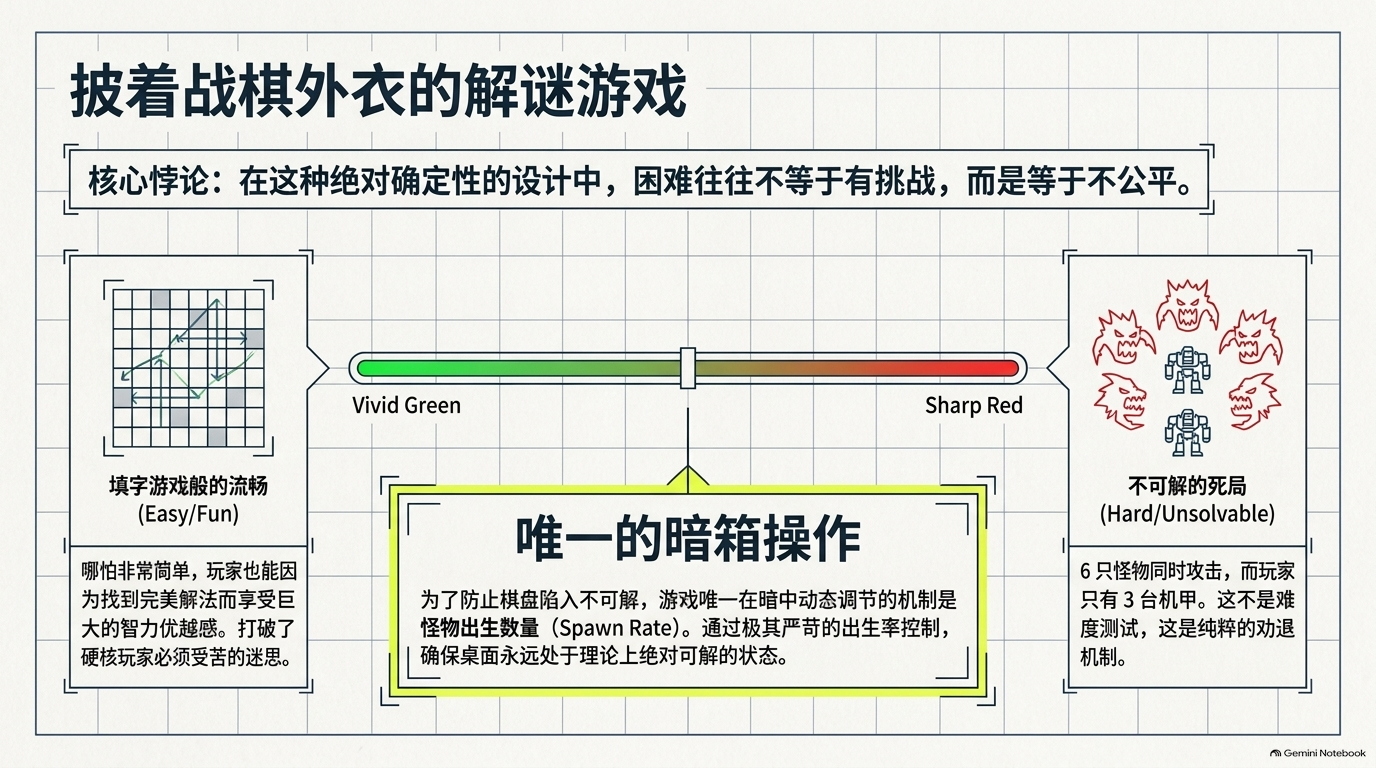 披着战棋外衣的解谜游戏
核心悖论：在这种绝对确定性的设计中，困难往往不等于有挑战，而是等于不公平。
Vivid Green
Sharp Red
填字游戏般的流畅
(Easy/Fun)
哪怕非常简单，玩家也能因
为找到完美解法而享受巨
大的智力优越感。打破了
硬核玩家必须受苦的迷思。
唯一的暗箱操作
为了防止棋盘陷入不可解，游戏唯一在暗中动态调节的机制是
怪物出生数量（Spawn Rate）。通过极其严苛的出生率控制，
确保桌面永远处于理论上绝对可解的状态。
不可解的死局
(Hard/Unsolvable)
6 只怪物同时攻击，而玩家
只有 3 台机甲。这不是难
度测试，这是纯粹的劝退
机制。
Gemini Notebook